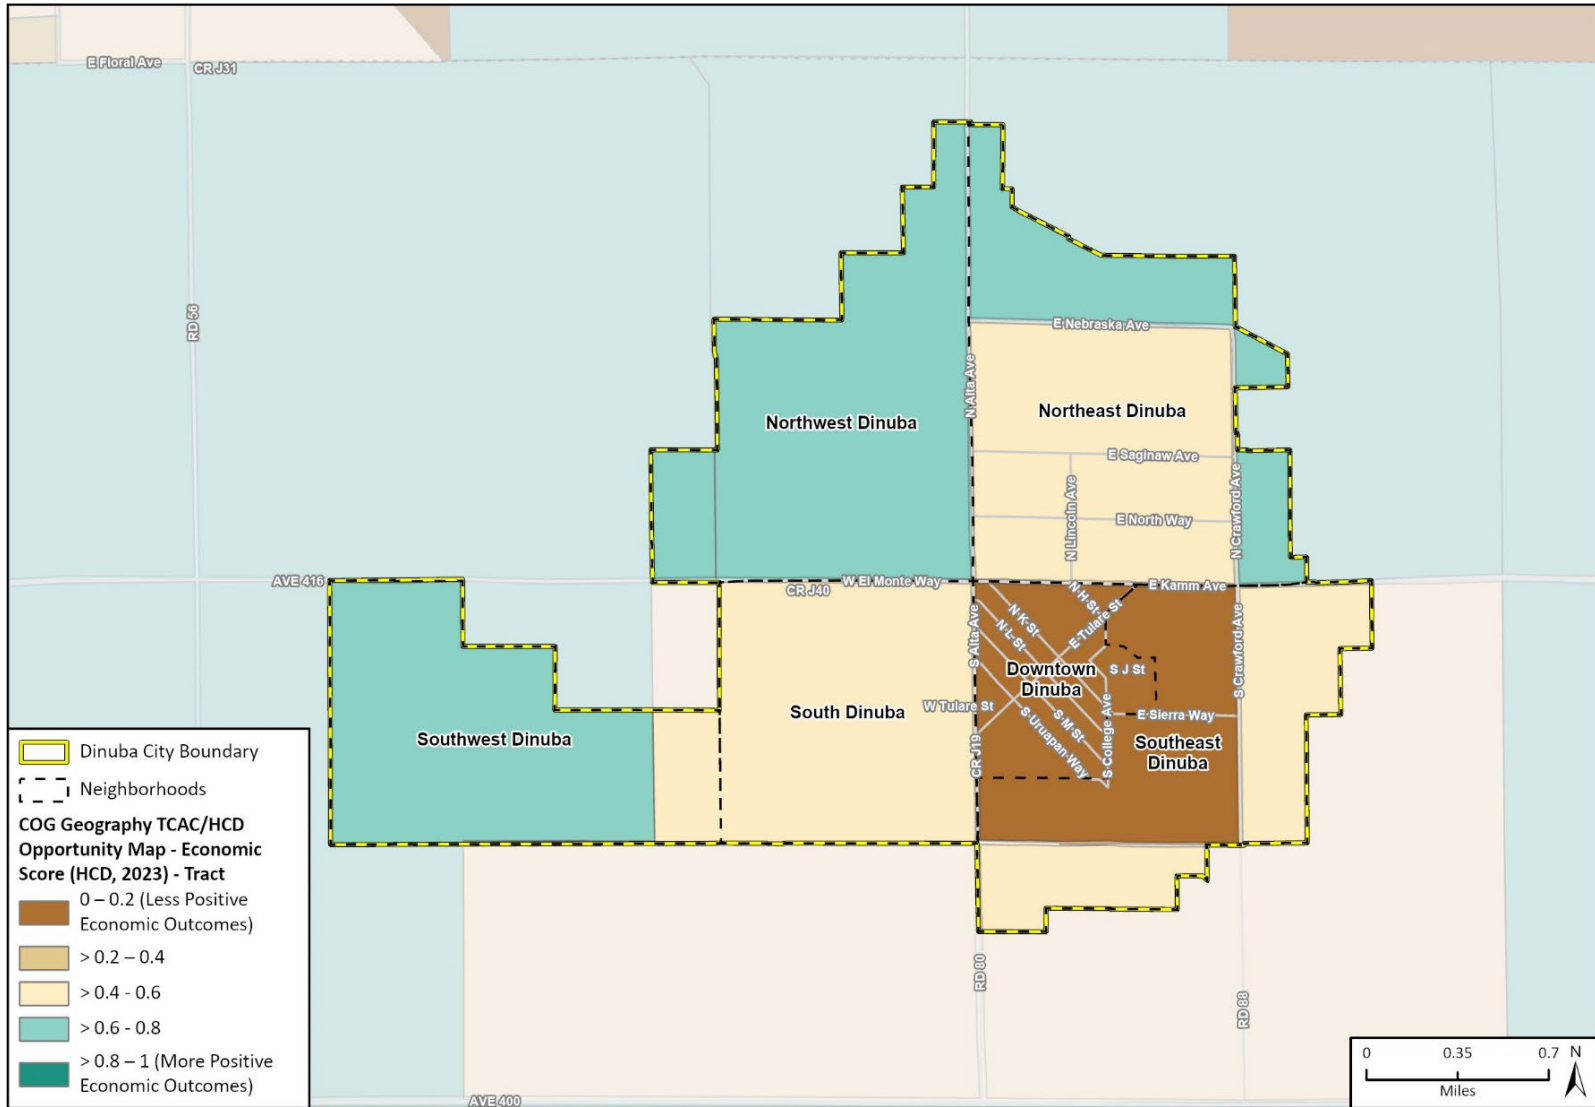 E Floral Ave
CR J31
RD 56
E Nebraska Ave
N Alta Ave
Northwest Dinuba
Northeast Dinuba
E Saginaw Ave
N Lincoln Ave
N Crawford Ave
E North Way
AVE 416
W El Monte Way
CR J40
E Kamm Ave
N H St
N K St
E Tulare St
N L St
S Alta Ave
S Crawford Ave
Downtown
Dinuba
S J St
W Tulare St
South Dinuba
Southwest Dinuba
S M St
S Uruapan Way
S College Ave
E Sierra Way
Southeast
Dinuba
CR J19
RD 80
RD 88
AVE 400
Dinuba City Boundary
Neighborhoods
COG Geography TCAC/HCD
Opportunity Map - Economic
Score (HCD, 2023) - Tract
0 – 0.2 (Less Positive
Economic Outcomes)
> 0.2 – 0.4
> 0.4 - 0.6
> 0.6 - 0.8
> 0.8 – 1 (More Positive
Economic Outcomes)
0 0.35 0.7
Miles
N